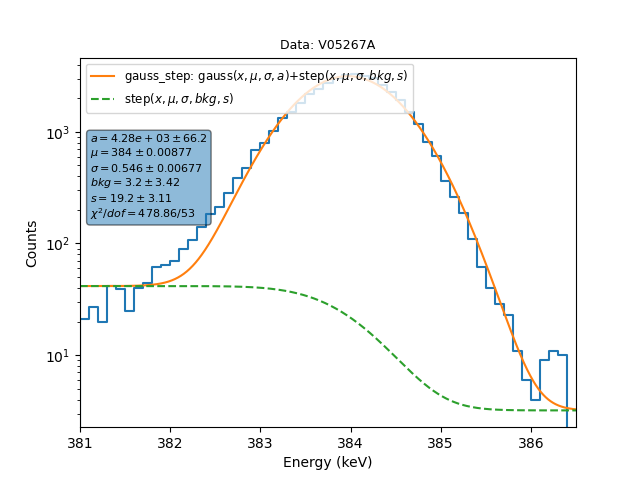 Data: V05267A
gauss_step: gauss(x, μ, σ, a)+step(x, μ, σ, bkg, s)
step(x, μ, σ, bkg, s)
a = 4.28e + 03 ± 66.2
μ = 384 ± 0.00877
σ = 0.546 ± 0.00677
bkg = 3.2 ± 3.42
s = 19.2 ± 3.11
χ²/dof = 478.86/53
Counts
10³
10²
10¹
381 382 383 384 385 386
Energy (keV)